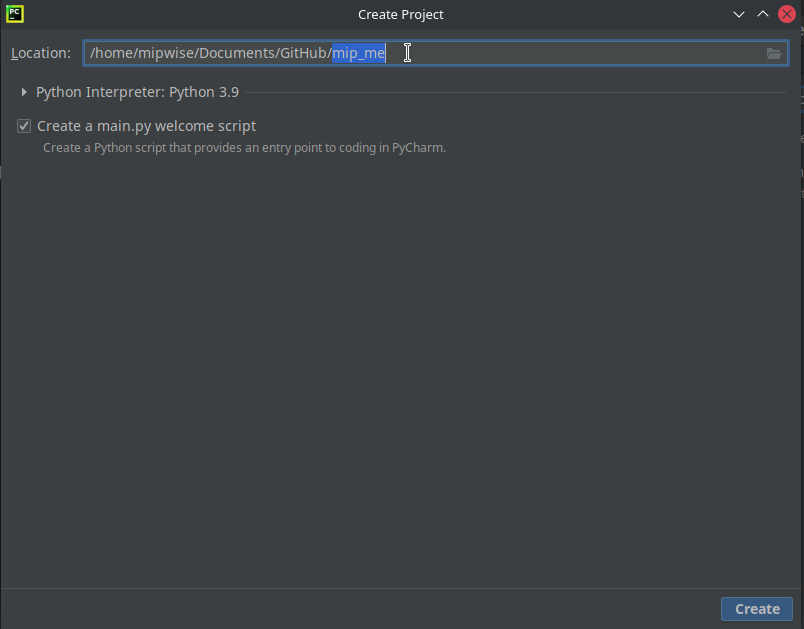 PC
Create Project
Location: /home/mipwise/Documents/GitHub/mip_me
Python Interpreter: Python 3.9
Create a main.py welcome script
Create a Python script that provides an entry point to coding in PyCharm.
Create